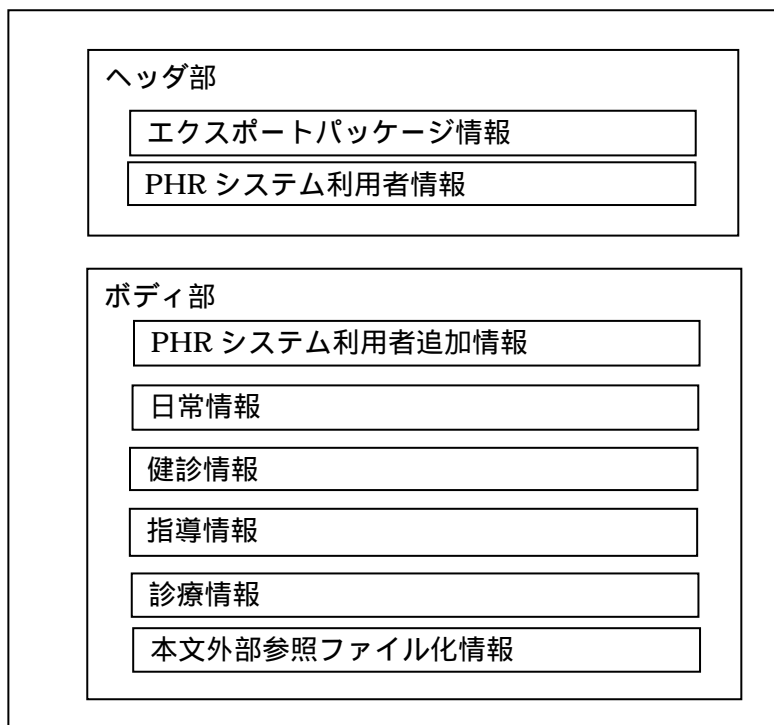 ヘッダ部
エクスポートパッケージ情報
PHR システム利用者情報
ボディ部
PHR システム利用者追加情報
日常情報
健診情報
指導情報
診療情報
本文外部参照ファイル化情報